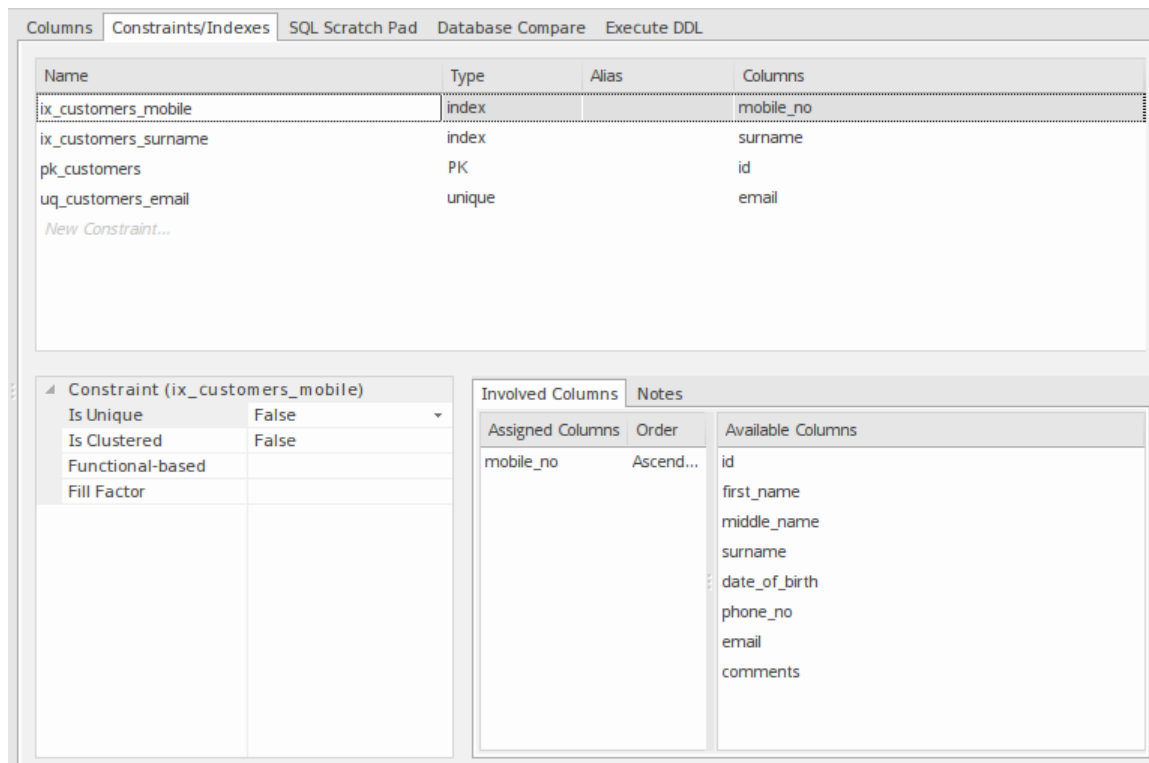 Columns Constraints/Indexes SQL Scratch Pad Database Compare Execute DDL
Name Type Alias Columns
ix_customers_mobile index mobile_no
ix_customers_surname index surname
pk_customers PK id
uq_customers_email unique email
New Constraint...
Constraint (ix_customers_mobile)
Is Unique False
Is Clustered False
Functional-based
Fill Factor
Involved Columns Notes
Assigned Columns Order Available Columns
mobile_no Ascend... id
first_name
middle_name
surname
date_of_birth
phone_no
email
comments